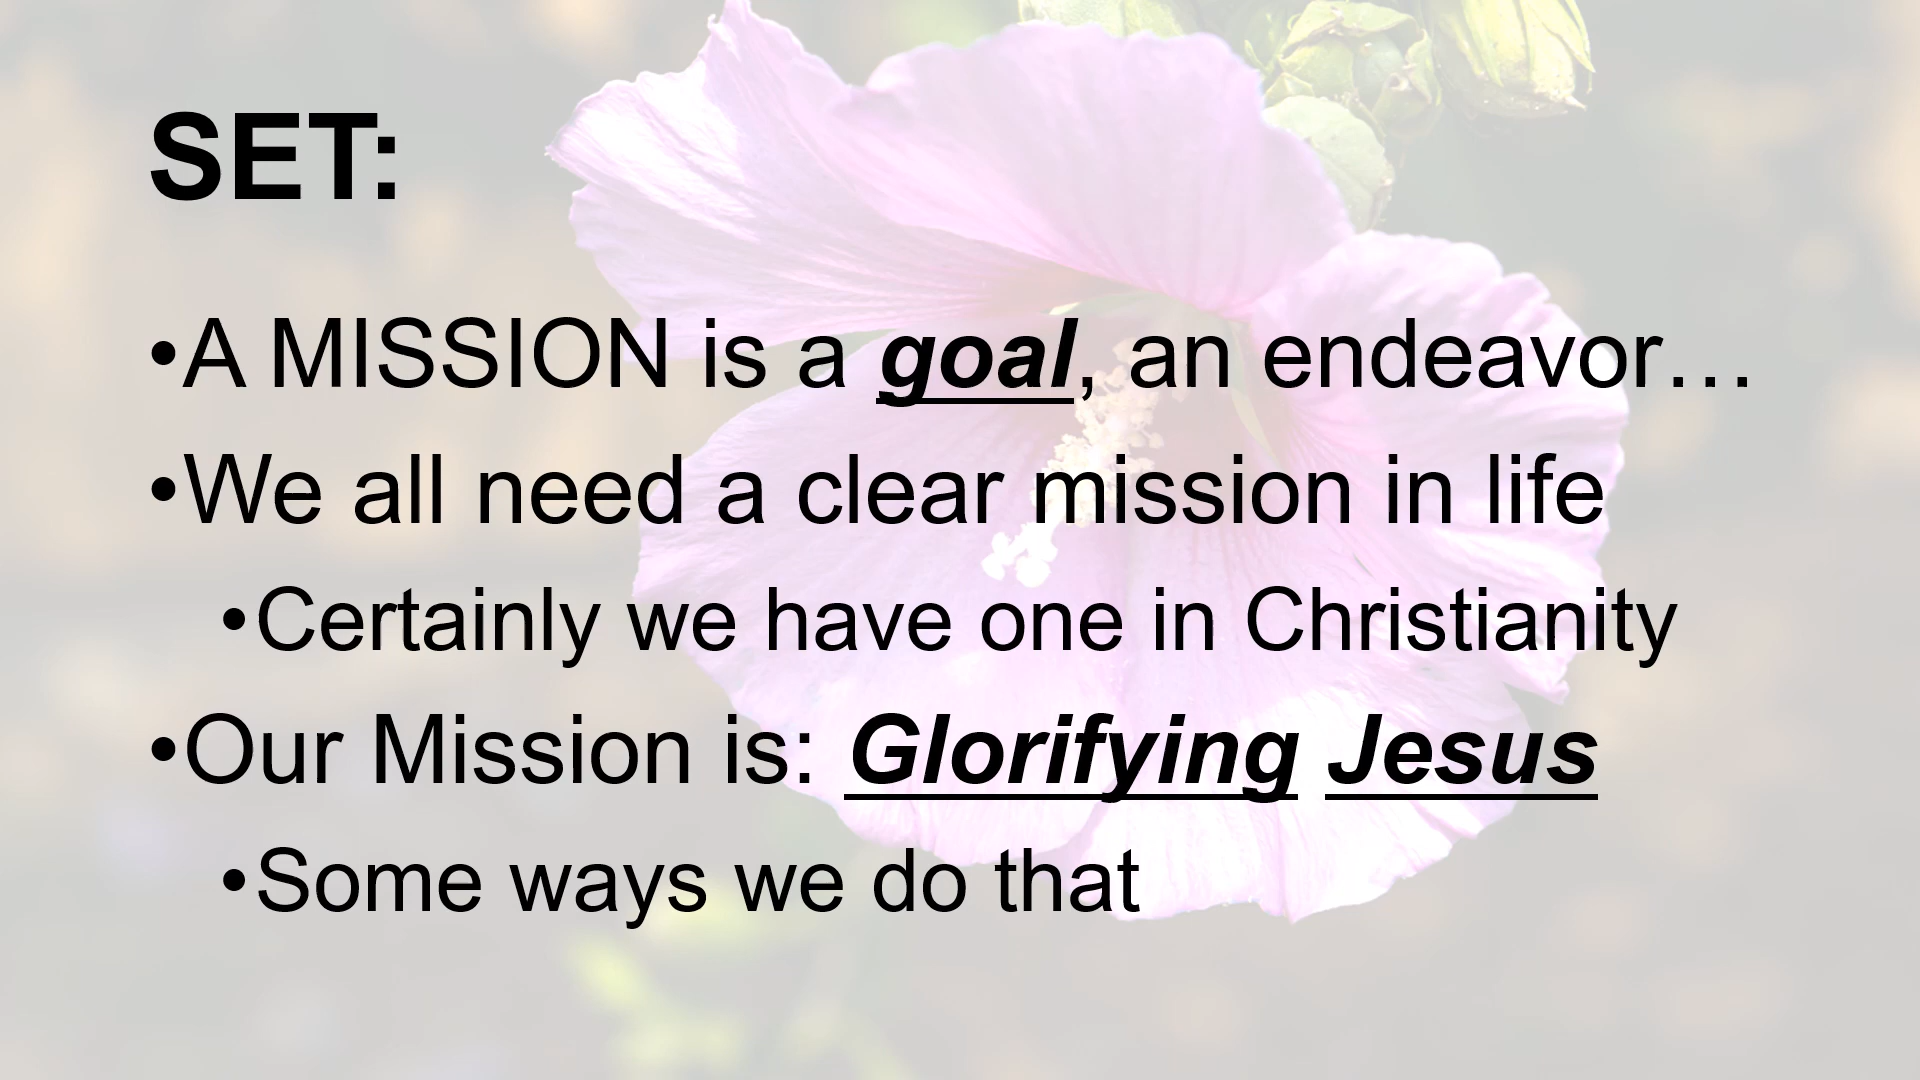 SET:
•A MISSION is a goal, an endeavor…
•We all need a clear mission in life
•Certainly we have one in Christianity
•Our Mission is: Glorifying Jesus
•Some ways we do that